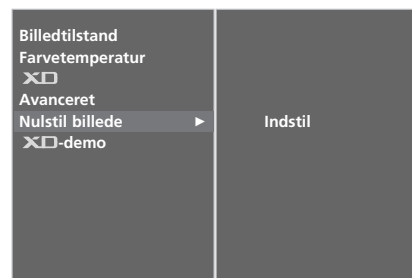 Billedtilstand
Farvetemperatur
XD
Avanceret
Nulstil billede ►
XD-demo
Indstil